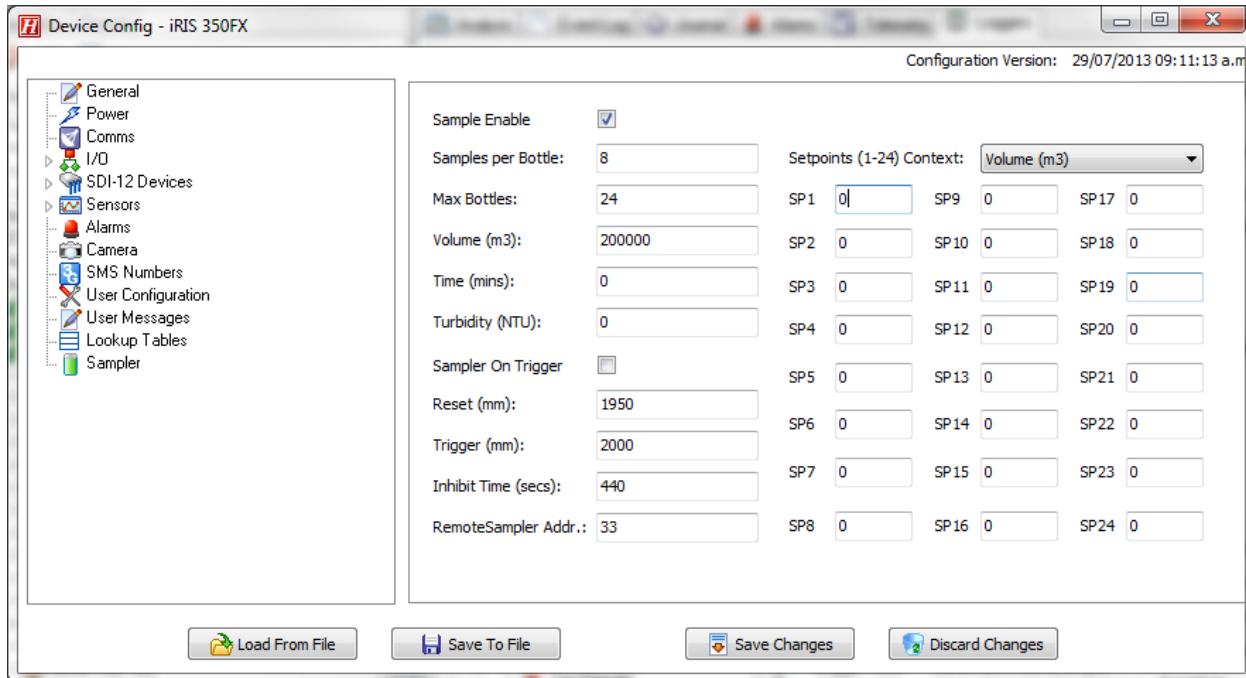 Device Config - iRIS 350FX
Configuration Version: 29/07/2013 09:11:13 a.m
General
Power
Comms
I/O
SDI-12 Devices
Sensors
Alarms
Camera
SMS Numbers
User Configuration
User Messages
Lookup Tables
Sampler
Sample Enable
Samples per Bottle: 8
Max Bottles: 24
Volume (m3): 200000
Time (mins): 0
Turbidity (NTU): 0
Sampler On Trigger
Reset (mm): 1950
Trigger (mm): 2000
Inhibit Time (secs): 440
RemoteSampler Addr.: 33
Setpoints (1-24) Context: Volume (m3)
SP1 0 SP9 0 SP17 0
SP2 0 SP10 0 SP18 0
SP3 0 SP11 0 SP19 0
SP4 0 SP12 0 SP20 0
SP5 0 SP13 0 SP21 0
SP6 0 SP14 0 SP22 0
SP7 0 SP15 0 SP23 0
SP8 0 SP16 0 SP24 0
Load From File Save To File Save Changes Discard Changes